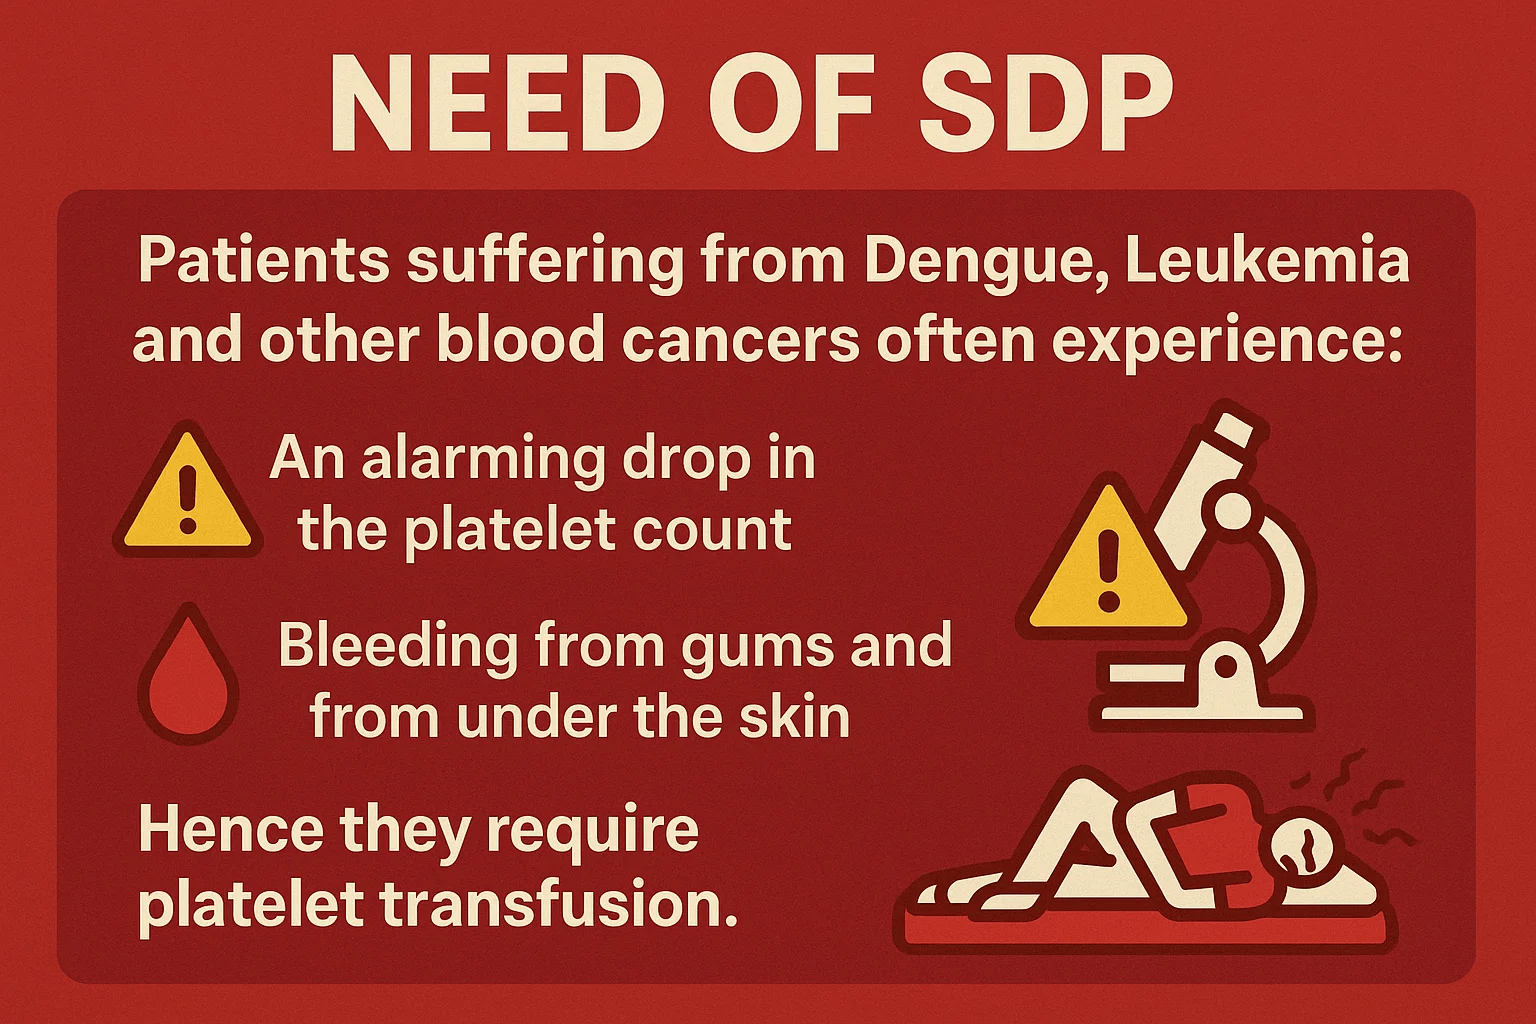 NEED OF SDP
Patients suffering from Dengue, Leukemia
and other blood cancers often experience:
An alarming drop in
the platelet count
Bleeding from gums and
from under the skin
Hence they require
platelet transfusion.